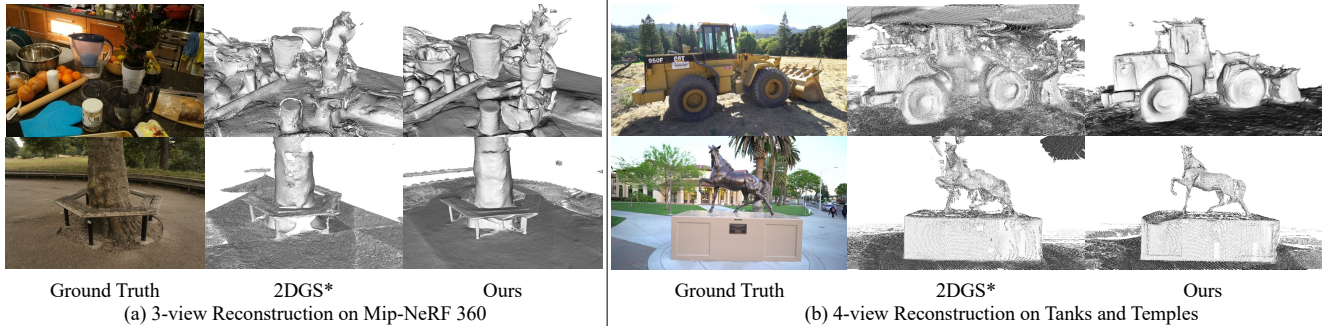 950F
CAT
Ground Truth
2DGS*
Ours
(a) 3-view Reconstruction on Mip-NeRF 360
Ground Truth
2DGS*
Ours
(b) 4-view Reconstruction on Tanks and Temples